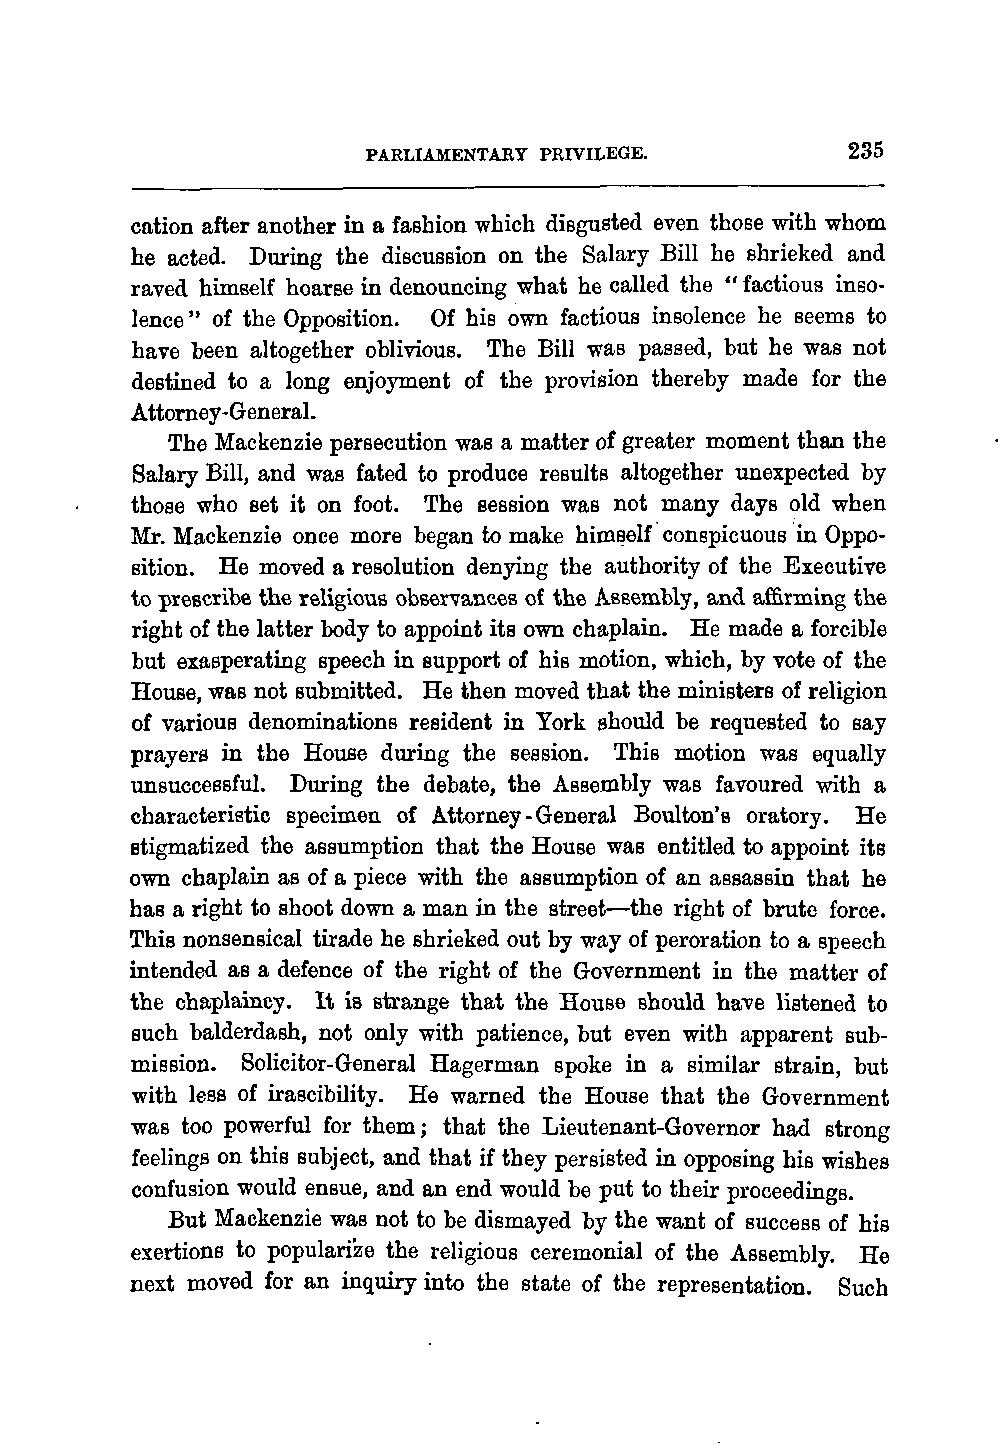 PARLIAMENTARY PRIVILEGE. 235
cation after another in a fashion which disgusted even those with whom
he acted. During the discussion on the Salary Bill he shrieked and
raved himself hoarse in denouncing what he called the "factious inso-
lence" of the Opposition. Of his own factious insolence he seems to
have been altogether oblivious. The Bill was passed, but he was not
destined to a long enjoyment of the provision thereby made for the
Attorney-General.
The Mackenzie persecution was a matter of greater moment than the
Salary Bill, and was fated to produce results altogether unexpected by
those who set it on foot. The session was not many days old when
Mr. Mackenzie once more began to make himself conspicuous in Oppo-
sition. He moved a resolution denying the authority of the Executive
to prescribe the religious observances of the Assembly, and affirming the
right of the latter body to appoint its own chaplain. He made a forcible
but exasperating speech in support of his motion, which, by vote of the
House, was not submitted. He then moved that the ministers of religion
of various denominations resident in York should be requested to say
prayers in the House during the session. This motion was equally
unsuccessful. During the debate, the Assembly was favoured with a
characteristic specimen of Attorney-General Boulton's oratory. He
stigmatized the assumption that the House was entitled to appoint its
own chaplain as of a piece with the assumption of an assassin that he
has a right to shoot down a man in the street—the right of brute force.
This nonsensical tirade he shrieked out by way of peroration to a speech
intended as a defence of the right of the Government in the matter of
the chaplaincy. It is strange that the House should have listened to
such balderdash, not only with patience, but even with apparent sub-
mission. Solicitor-General Hagerman spoke in a similar strain, but
with less of irascibility. He warned the House that the Government
was too powerful for them; that the Lieutenant-Governor had strong
feelings on this subject, and that if they persisted in opposing his wishes
confusion would ensue, and an end would be put to their proceedings.
But Mackenzie was not to be dismayed by the want of success of his
exertions to popularize the religious ceremonial of the Assembly. He
next moved for an inquiry into the state of the representation. Such